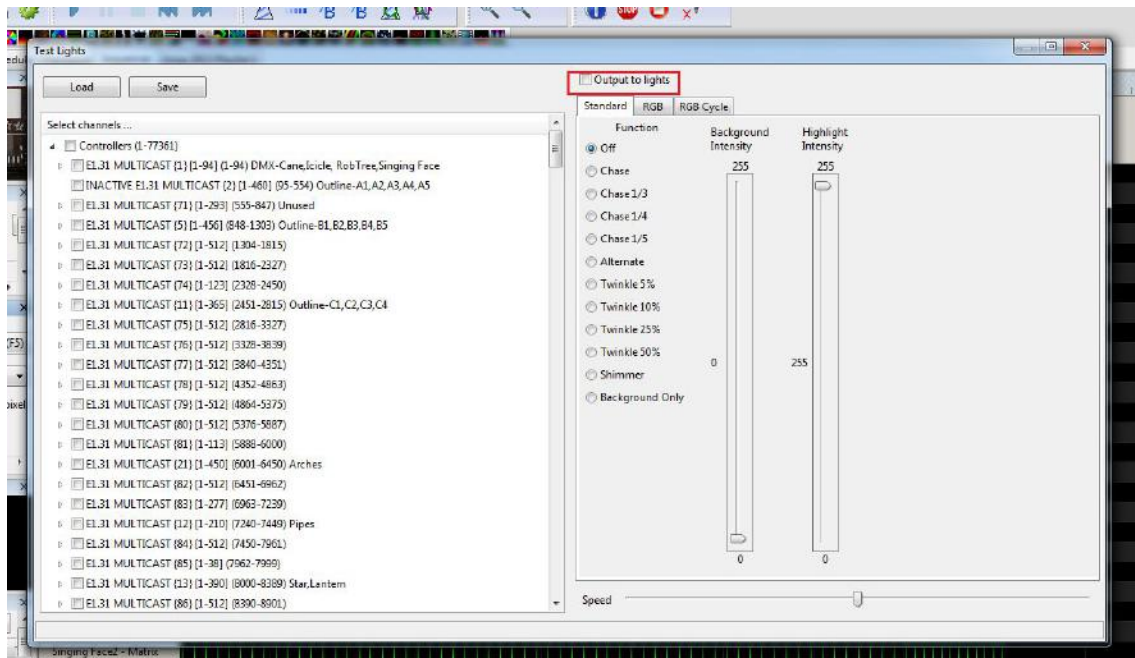 STOP
Test Lights
Load
Save
Output to lights
Standard
RGB
RGB Cycle
Select channels ...
Controllers (1-77361)
E1.31 MULTICAST {1} [1-94] (1-94) DMX-Cane,Icicle, RobTree,Singing Face
INACTIVE E1.31 MULTICAST {2} [1-460] (95-554) Outline-A1,A2,A3,A4,A5
E1.31 MULTICAST {71} [1-293] (555-847) Unused
E1.31 MULTICAST {5} [1-456] (848-1303) Outline-B1,B2,B3,B4,B5
E1.31 MULTICAST {72} [1-512] (1304-1815)
E1.31 MULTICAST {73} [1-512] (1816-2327)
E1.31 MULTICAST {74} [1-123] (2328-2450)
E1.31 MULTICAST {11} [1-365] (2451-2815) Outline-C1,C2,C3,C4
E1.31 MULTICAST {75} [1-512] (2816-3327)
E1.31 MULTICAST {76} [1-512] (3328-3839)
E1.31 MULTICAST {77} [1-512] (3840-4351)
E1.31 MULTICAST {78} [1-512] (4352-4863)
E1.31 MULTICAST {79} [1-512] (4864-5375)
E1.31 MULTICAST {80} [1-512] (5376-5887)
E1.31 MULTICAST {81} [1-113] (5888-6000)
E1.31 MULTICAST {21} [1-450] (6001-6450) Arches
E1.31 MULTICAST {82} [1-512] (6451-6962)
E1.31 MULTICAST {83} [1-277] (6963-7239)
E1.31 MULTICAST {12} [1-210] (7240-7449) Pipes
E1.31 MULTICAST {84} [1-512] (7450-7961)
E1.31 MULTICAST {85} [1-38] (7962-7999)
E1.31 MULTICAST {13} [1-390] (8000-8389) Star,Lantern
E1.31 MULTICAST {86} [1-512] (8390-8901)
Function
Off
Chase
Chase 1/3
Chase 1/4
Chase 1/5
Alternate
Twinkle 5%
Twinkle 10%
Twinkle 25%
Twinkle 50%
Shimmer
Background Only
Background Intensity
255
0
0
Highlight Intensity
255
255
0
Speed
(F5)
pixel
Singing Face2 - Matrix